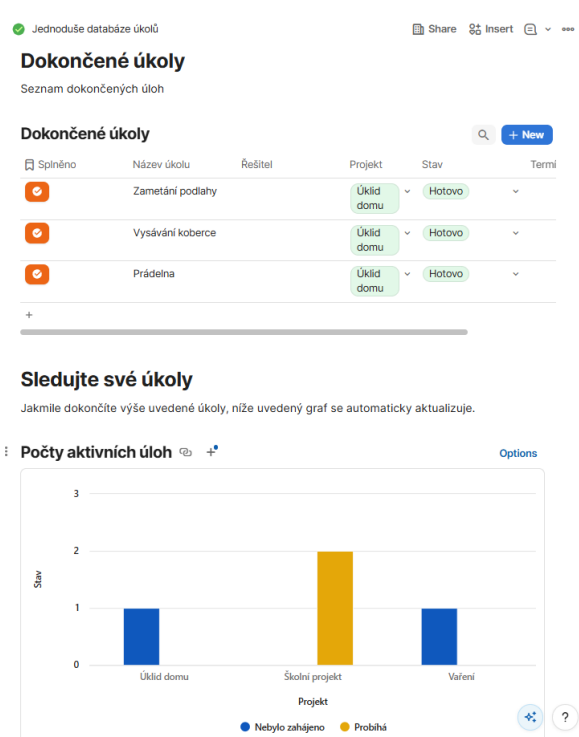 Jednoduše databáze úkolů
Share Insert
Dokončené úkoly
Seznam dokončených úloh
Dokončené úkoly
+ New
Splněno Název úkolu Řešitel Projekt Stav Termí
Zametání podlahy Úklid domu Hotovo
Vysávání koberce Úklid domu Hotovo
Prádelna Úklid domu Hotovo
+
Sledujte své úkoly
Jakmile dokončíte výše uvedené úkoly, níže uvedený graf se automaticky aktualizuje.
Počty aktivních úloh
Options
3
2
1
0
Stav
Úklid domu Školní projekt Vaření
Projekt
Nebylo zahájeno Probíhá
?